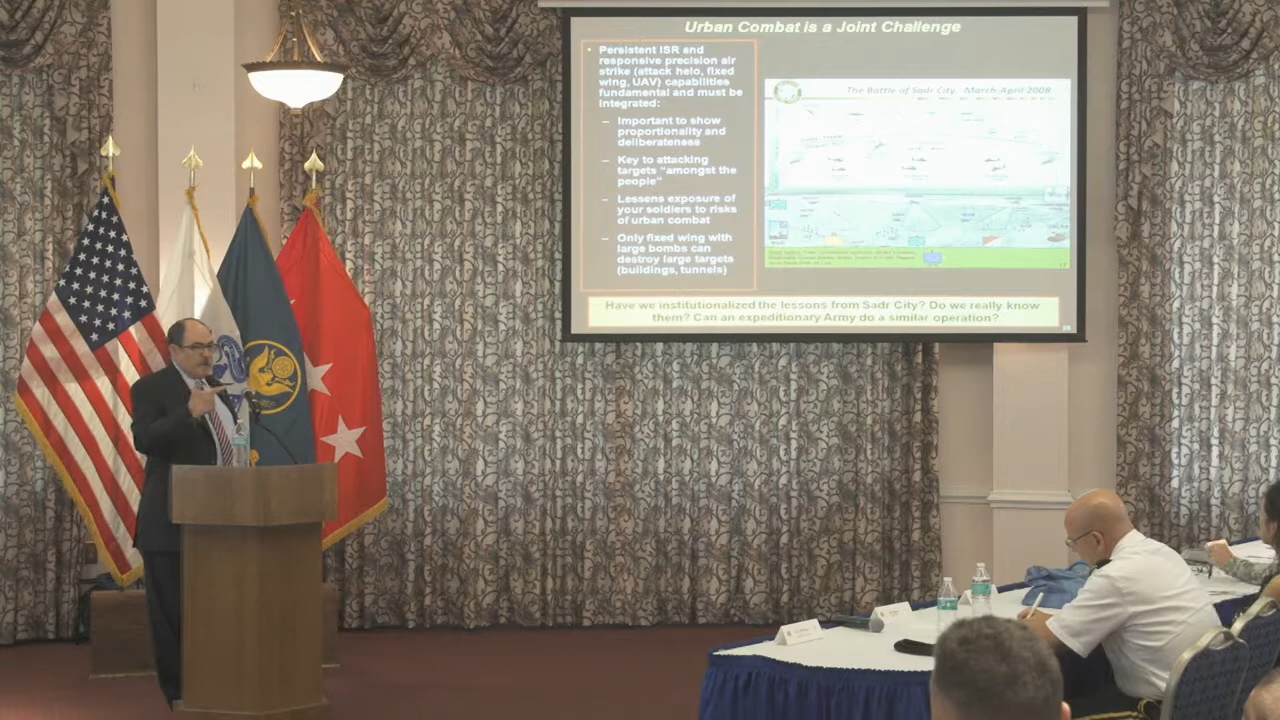 Urban Combat is a Joint Challenge
• Persistent ISR and
responsive precision air
strike (attack helo, fixed
wing, UAV) capabilities
fundamental and must be
integrated:
– Important to show
proportionality and
deliberateness
– Key to attacking
targets “amongst the
people”
– Lessens exposure of
your soldiers to risks
of urban combat
– Only fixed wing with
large bombs can
destroy large targets
(buildings, tunnels)
The Battle of Sadr City March-April 2008
Have we institutionalized the lessons from Sadr City? Do we really know
them? Can an expeditionary Army do a similar operation?